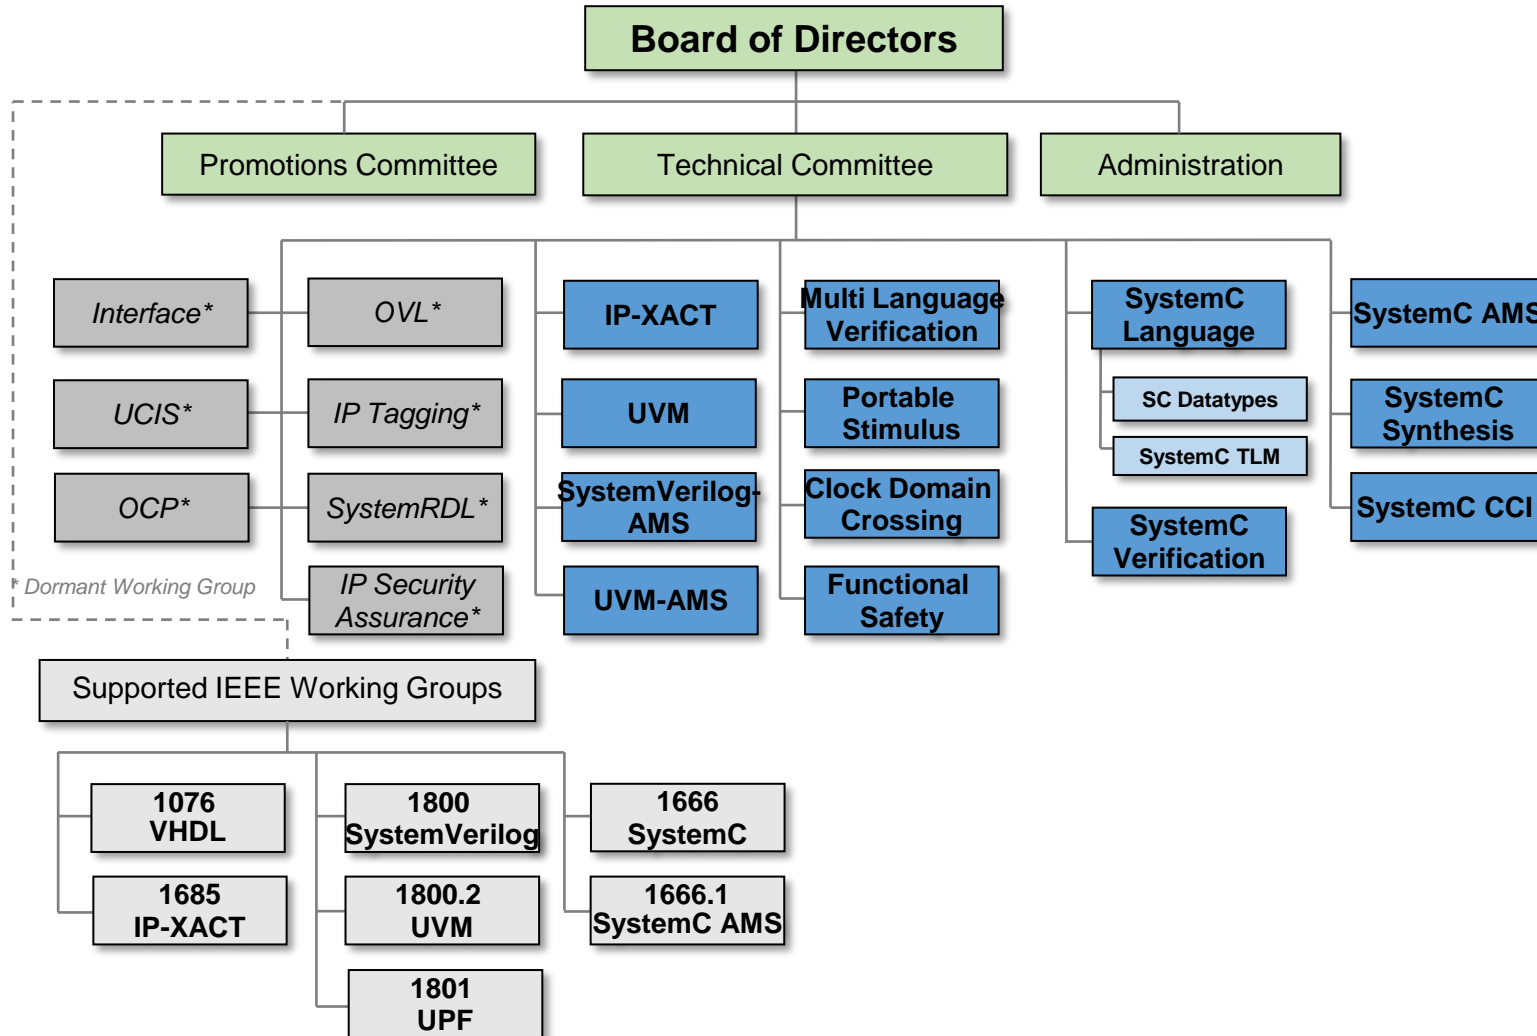 Board of Directors
Promotions Committee
Technical Committee
Administration
Interface*
OVL*
IP-XACT
Multi Language
Verification
SystemC
Language
SystemC AMS
UCIS*
IP Tagging*
UVM
Portable
Stimulus
SC Datatypes
SystemC TLM
SystemC
Synthesis
OCP*
SystemRDL*
SystemVerilog-
AMS
Clock Domain
Crossing
SystemC
Verification
SystemC CCI
* Dormant Working Group
IP Security
Assurance*
UVM-AMS
Functional
Safety
Supported IEEE Working Groups
1076
VHDL
1800
SystemVerilog
1666
SystemC
1685
IP-XACT
1800.2
UVM
1666.1
SystemC AMS
1801
UPF